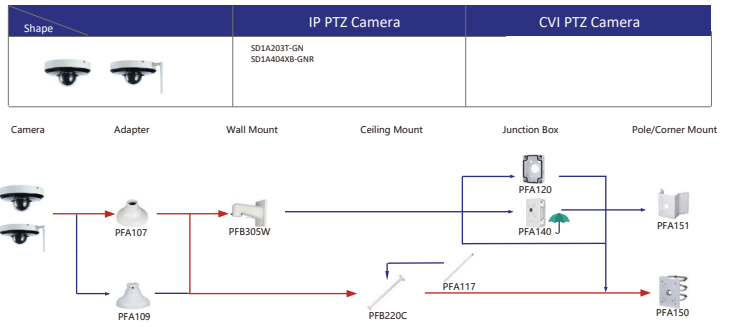 Shape
IP PTZ Camera
CVI PTZ Camera
SD1A203T-GN
SD1A404XB-GNR
Camera
Adapter
Wall Mount
Ceiling Mount
Junction Box
Pole/Corner Mount
PFA120
PFA107
PFB305W
PFA140
PFA151
PFA117
PFA109
PFB220C
PFA150